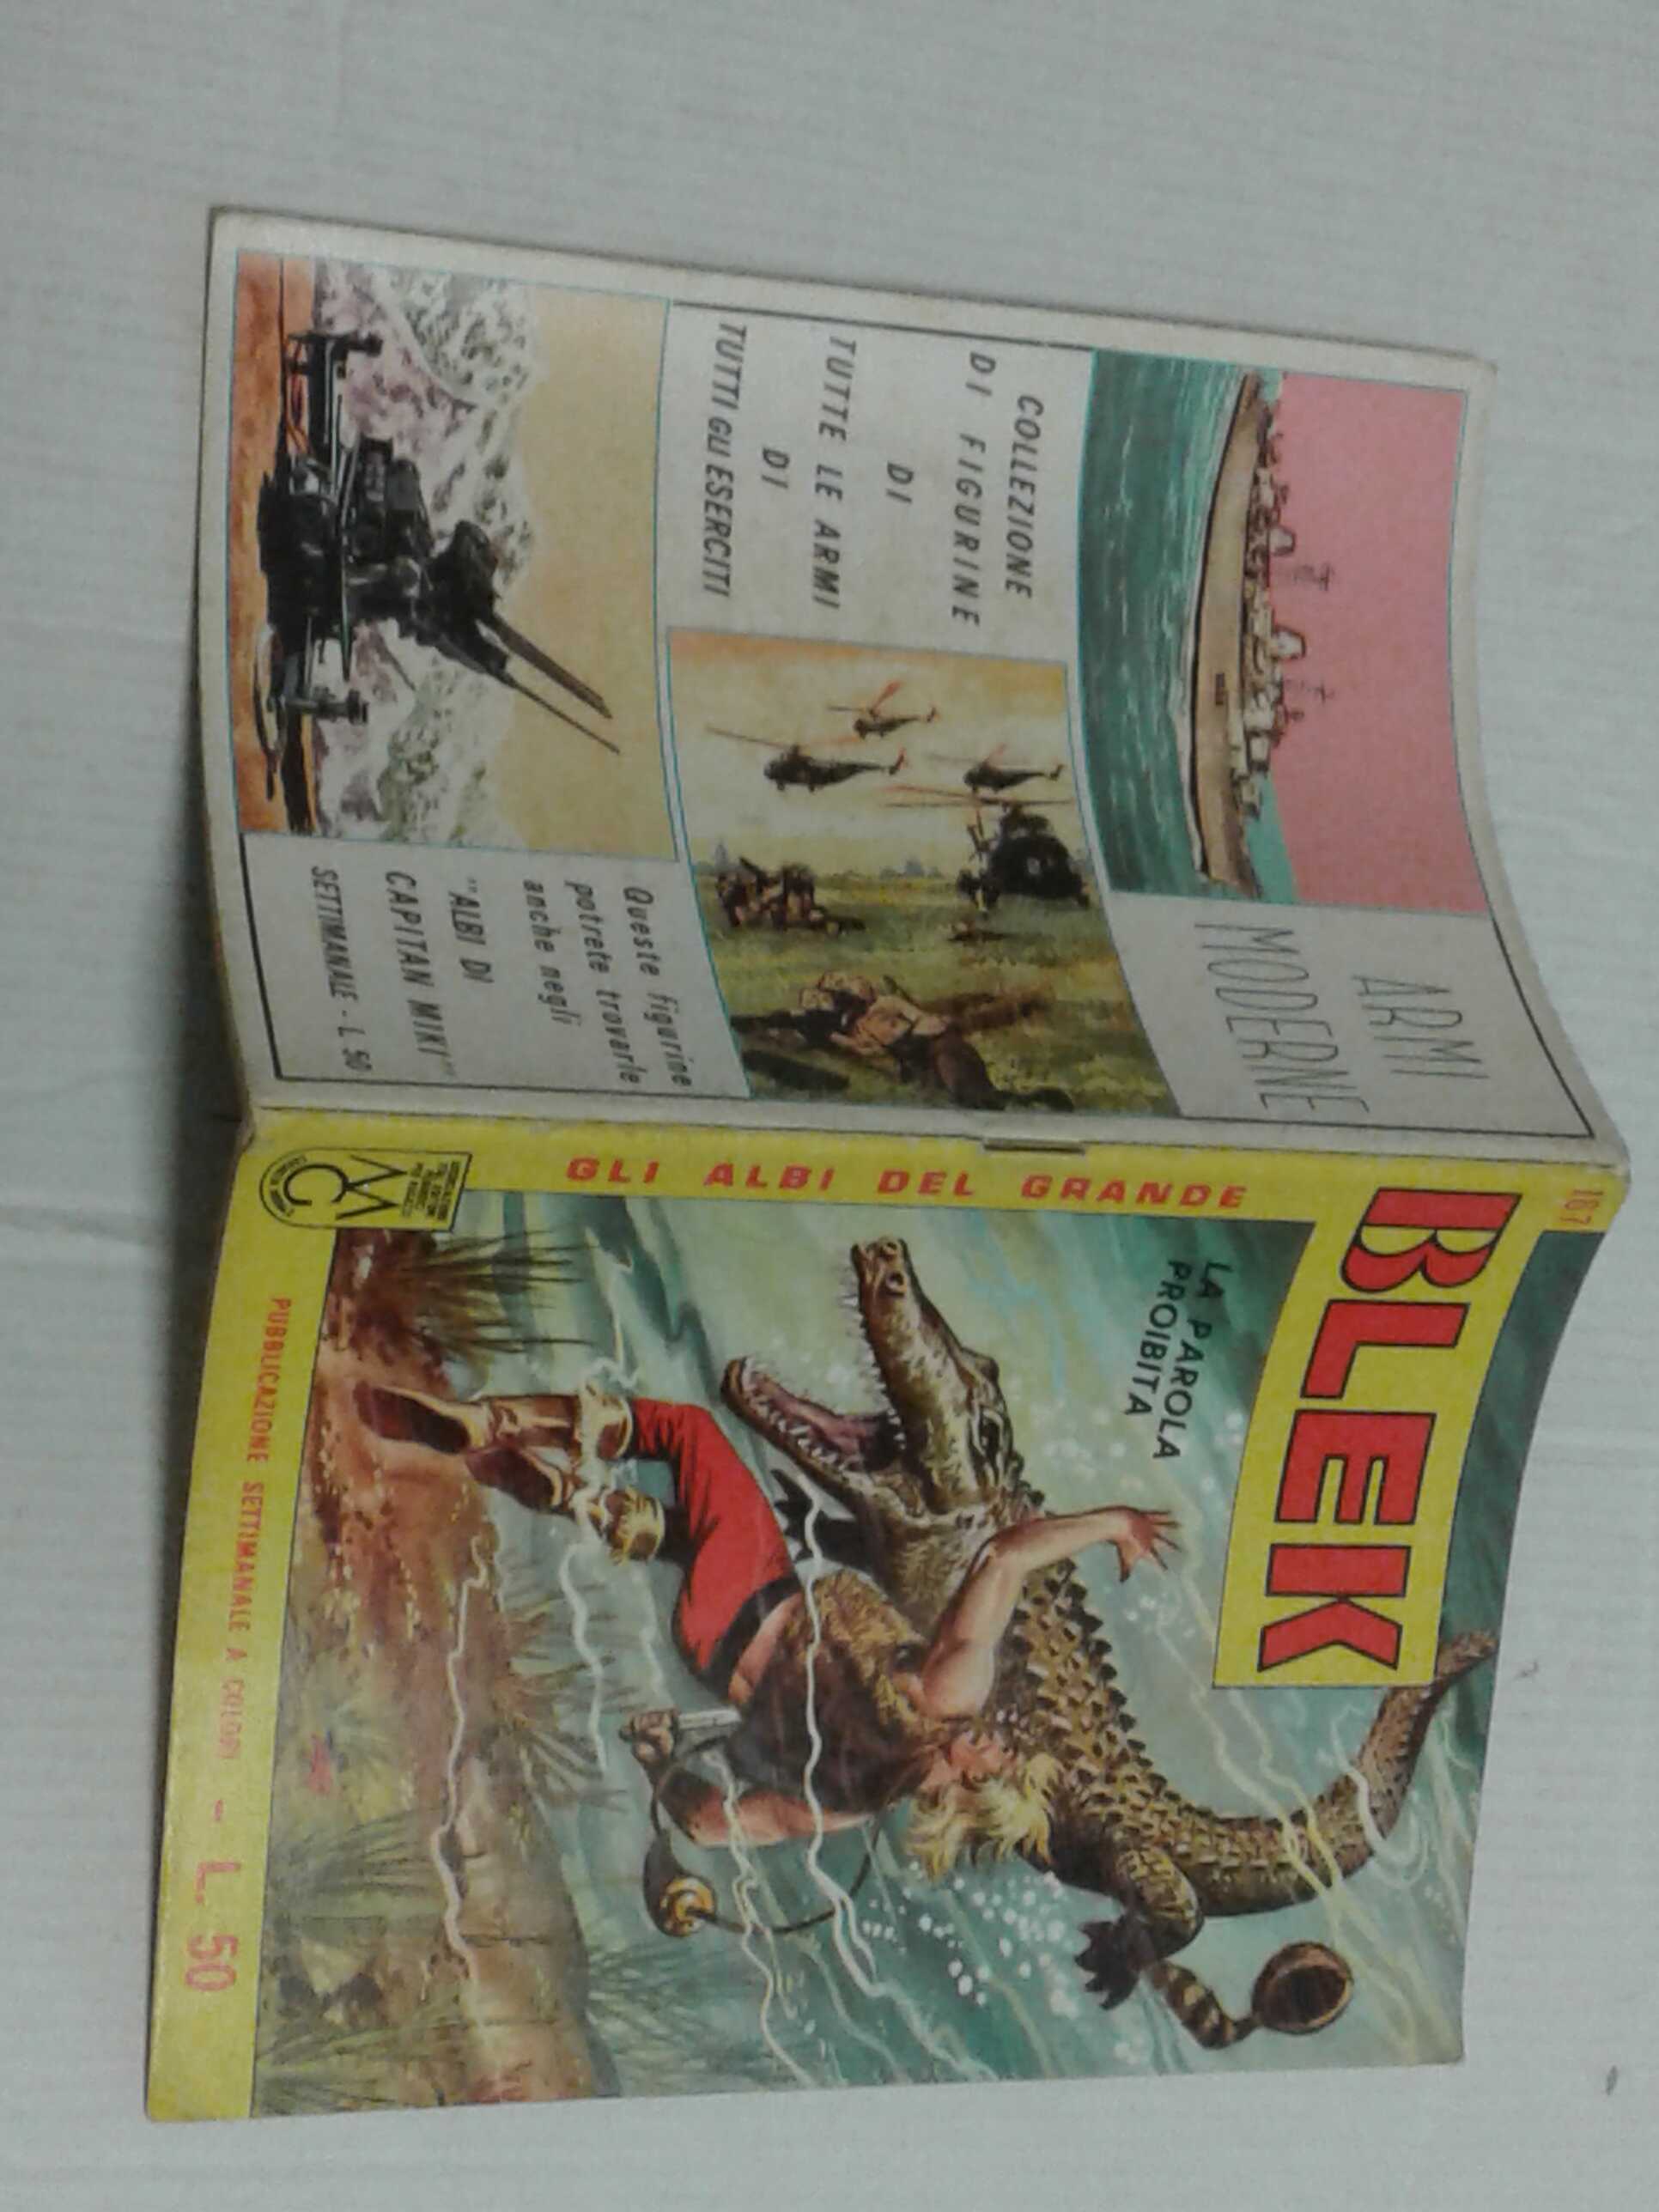 187
BLEK
GLI ALBI DEL GRANDE
LA PAROLA
PROIBITA
PUBBLICAZIONE SETTIMANALE A COLORI - L. 50
ARMI
MODERNE
COLLEZIONE
DI FIGURINE
DI
TUTTE LE ARMI
DI
TUTTI GLI ESERCITI
Queste figurine
potrete trovarle
anche negli
"ALBI DI
CAPITAN MIKI"
SETTIMANALE - L. 50